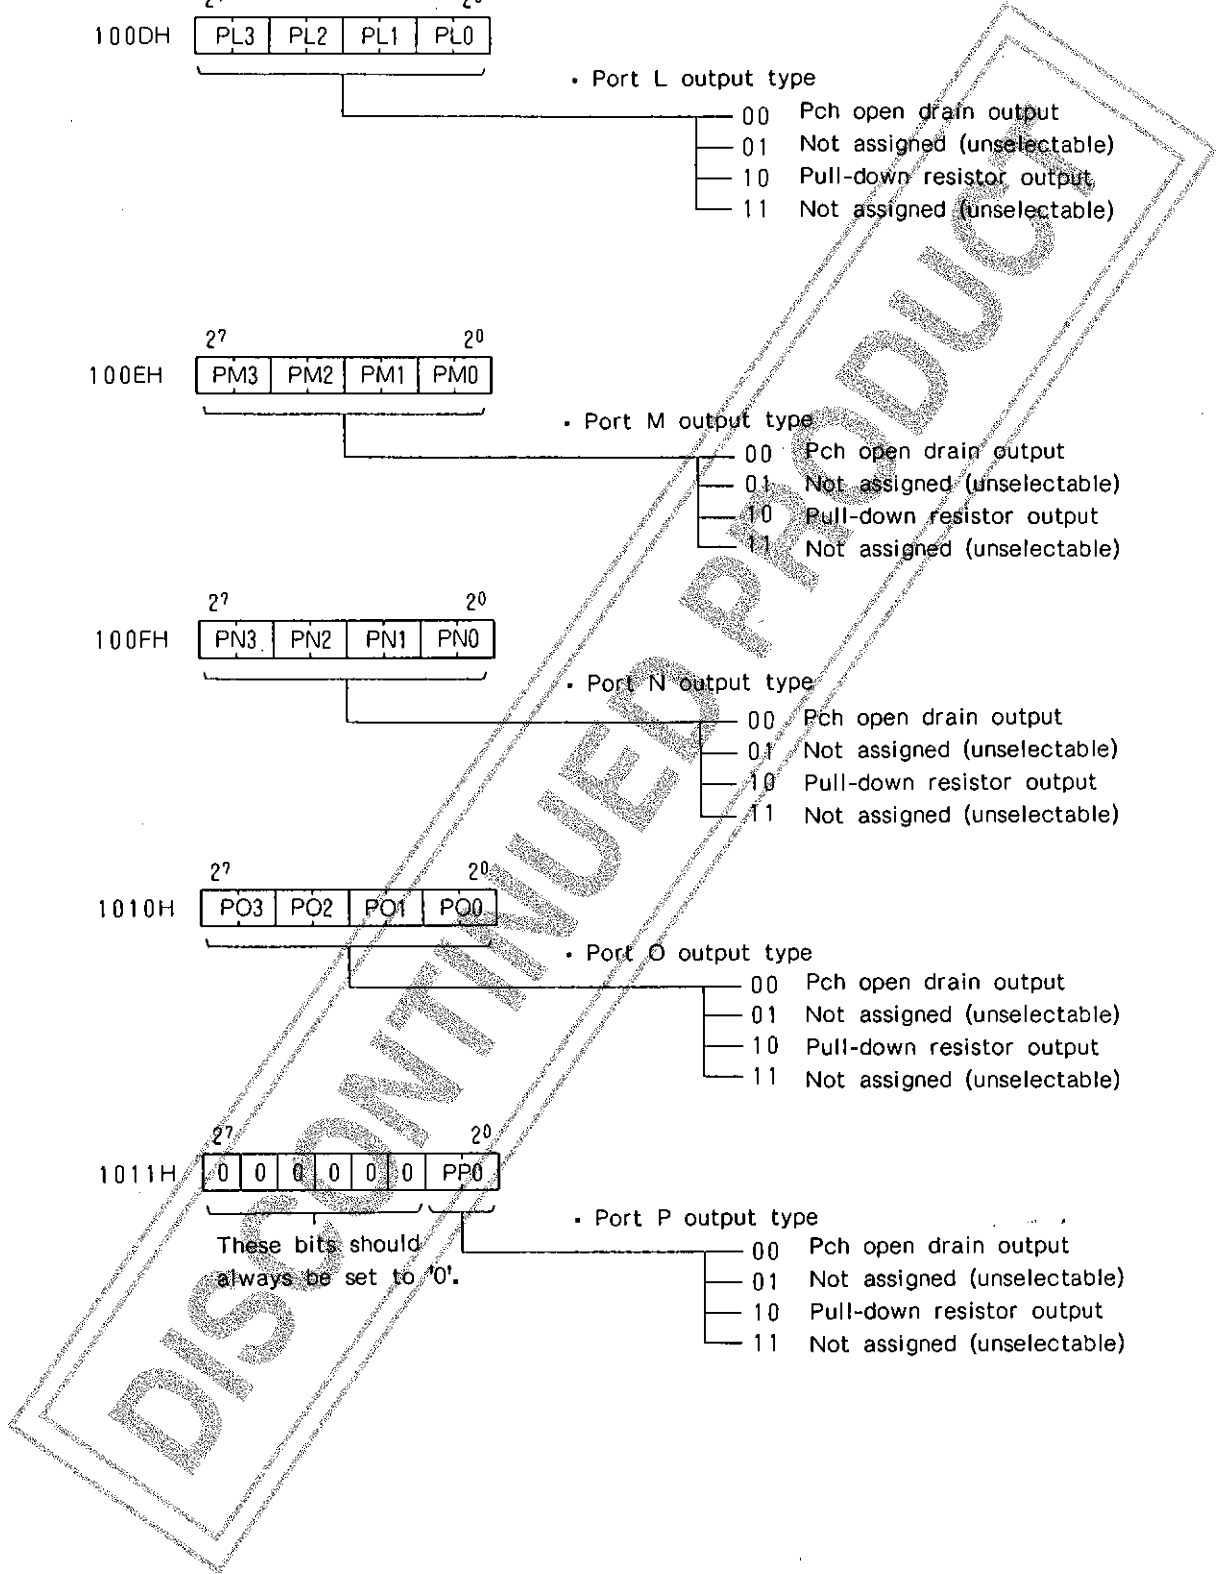 2⁷ 2⁰
100DH PL3 PL2 PL1 PL0
• Port L output type
00 Pch open drain output
01 Not assigned (unselectable)
10 Pull-down resistor output
11 Not assigned (unselectable)
2⁷ 2⁰
100EH PM3 PM2 PM1 PM0
• Port M output type
00 Pch open drain output
01 Not assigned (unselectable)
10 Pull-down resistor output
11 Not assigned (unselectable)
2⁷ 2⁰
100FH PN3 PN2 PN1 PN0
• Port N output type
00 Pch open drain output
01 Not assigned (unselectable)
10 Pull-down resistor output
11 Not assigned (unselectable)
2⁷ 2⁰
1010H PO3 PO2 PO1 PO0
• Port O output type
00 Pch open drain output
01 Not assigned (unselectable)
10 Pull-down resistor output
11 Not assigned (unselectable)
2⁷ 2⁰
1011H 0 0 0 0 0 0 PP0
• Port P output type
These bits should
always be set to '0'.
00 Pch open drain output
01 Not assigned (unselectable)
10 Pull-down resistor output
11 Not assigned (unselectable)
DISCONTINUED PRODUCT